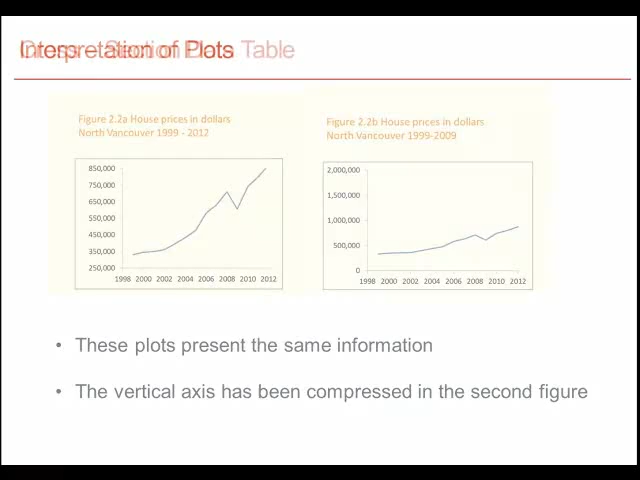 Interpretation of Plots
Table
Figure 2.2a House prices in dollars
North Vancouver 1999 - 2012
850,000
750,000
650,000
550,000
450,000
350,000
250,000
1998 2000 2002 2004 2006 2008 2010 2012
Figure 2.2b House prices in dollars
North Vancouver 1999-2009
2,000,000
1,500,000
1,000,000
500,000
0
1998 2000 2002 2004 2006 2008 2010 2012
• These plots present the same information
• The vertical axis has been compressed in the second figure